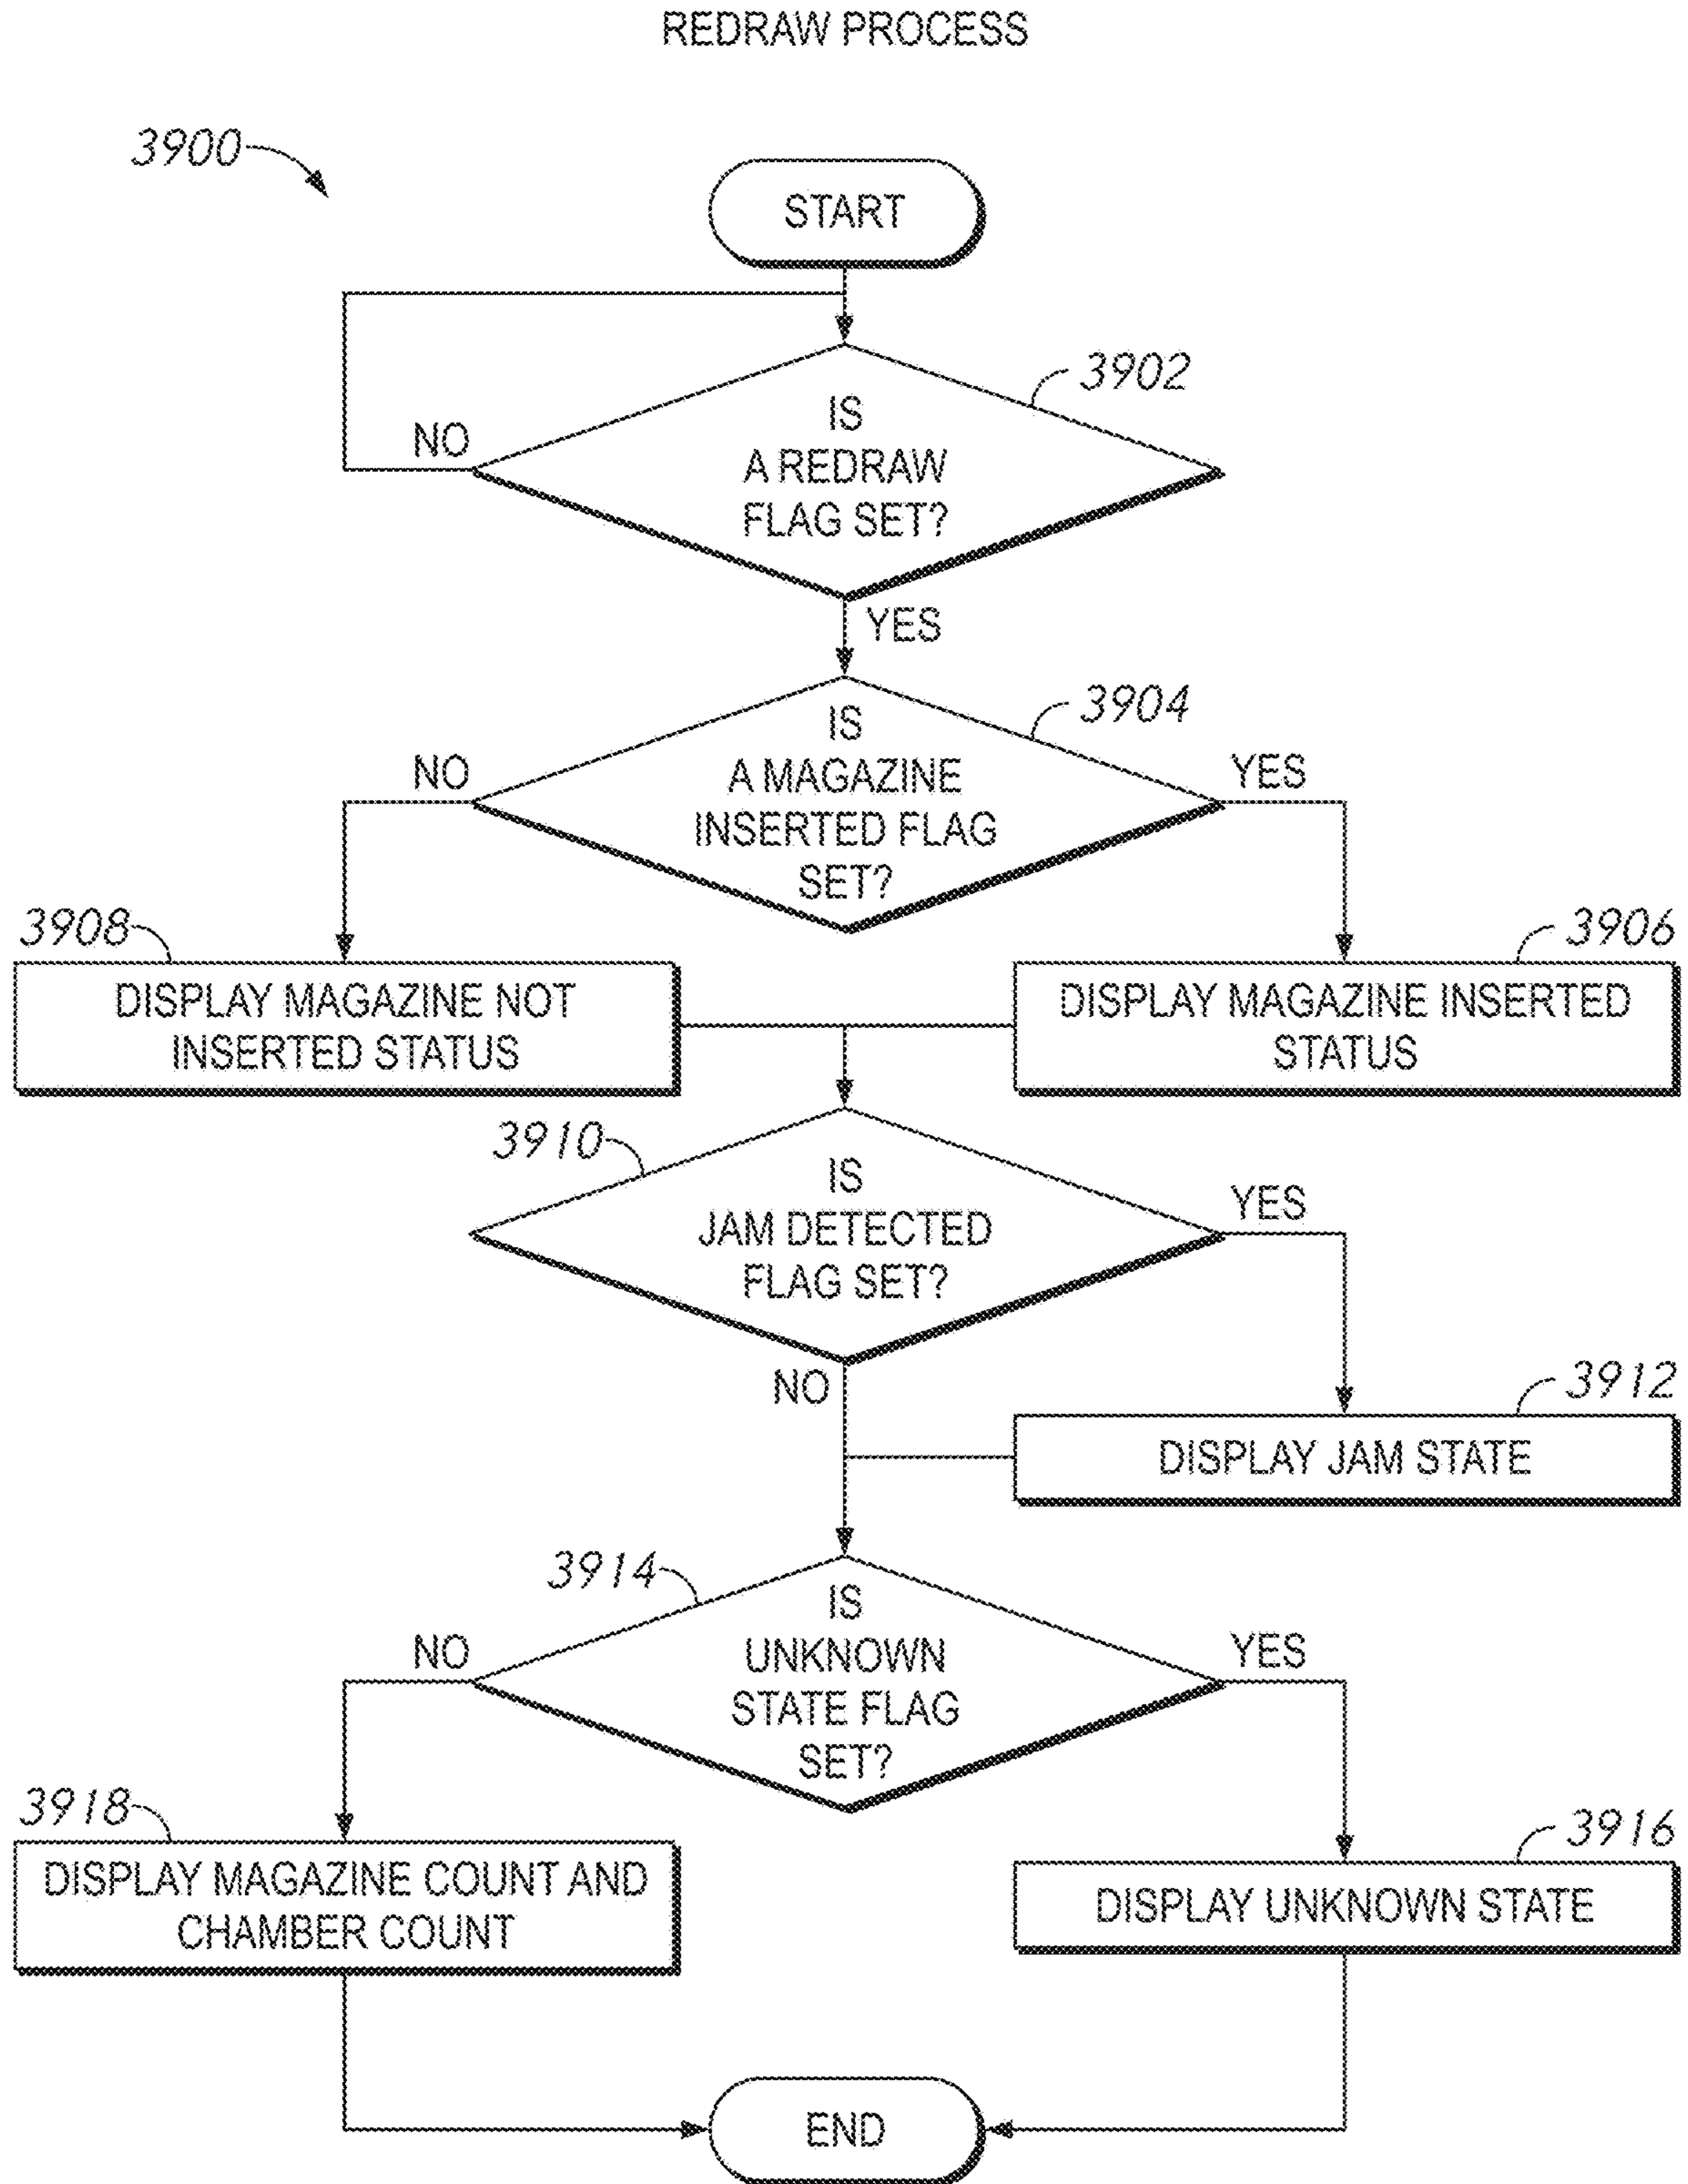 REDRAW PROCESS
3900
START
3902
IS
A REDRAW
FLAG SET?
NO
YES
3904
IS
A MAGAZINE
INSERTED FLAG
SET?
NO
YES
3908
3906
DISPLAY MAGAZINE NOT
INSERTED STATUS
DISPLAY MAGAZINE INSERTED
STATUS
3910
IS
JAM DETECTED
FLAG SET?
YES
NO
3912
DISPLAY JAM STATE
3914
IS
UNKNOWN
STATE FLAG
SET?
NO
YES
3918
3916
DISPLAY MAGAZINE COUNT AND
CHAMBER COUNT
DISPLAY UNKNOWN STATE
END